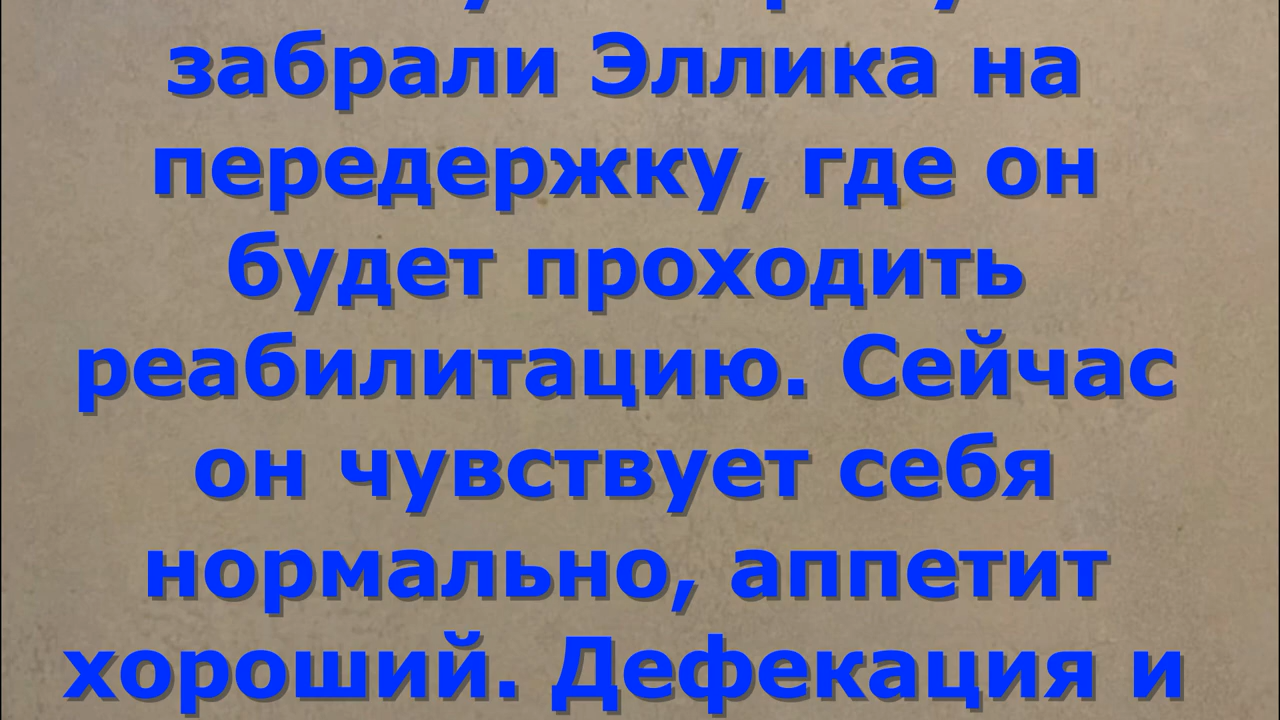 забрали Эллика на
передержку, где он
будет проходить
реабилитацию. Сейчас
он чувствует себя
нормально, аппетит
хороший. Дефекация и